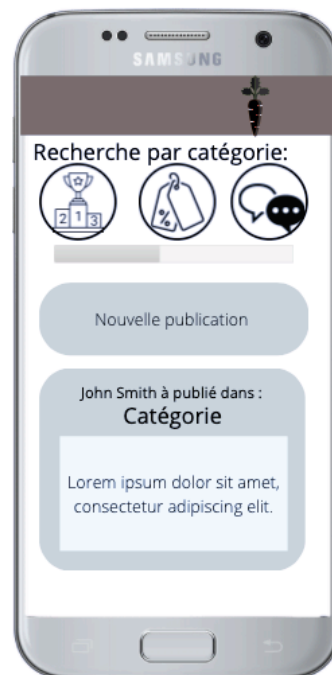 SAMSUNG
Recherche par catégorie:
2 1 3
%
Nouvelle publication
John Smith à publié dans :
Catégorie
Lorem ipsum dolor sit amet,
consectetur adipiscing elit.